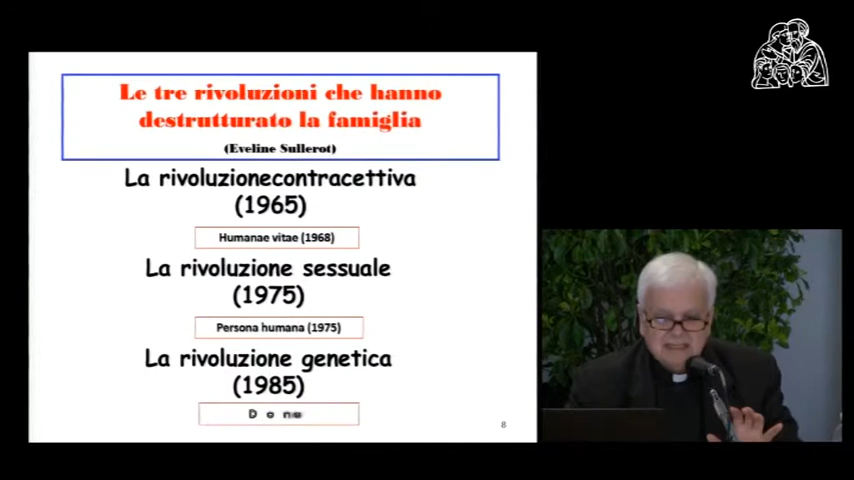 Le tre rivoluzioni che hanno
destrutturato la famiglia
(Eveline Sullerot)
La rivoluzionecontracettiva
(1965)
Humanae vitae (1968)
La rivoluzione sessuale
(1975)
Persona humana (1975)
La rivoluzione genetica
(1985)
8